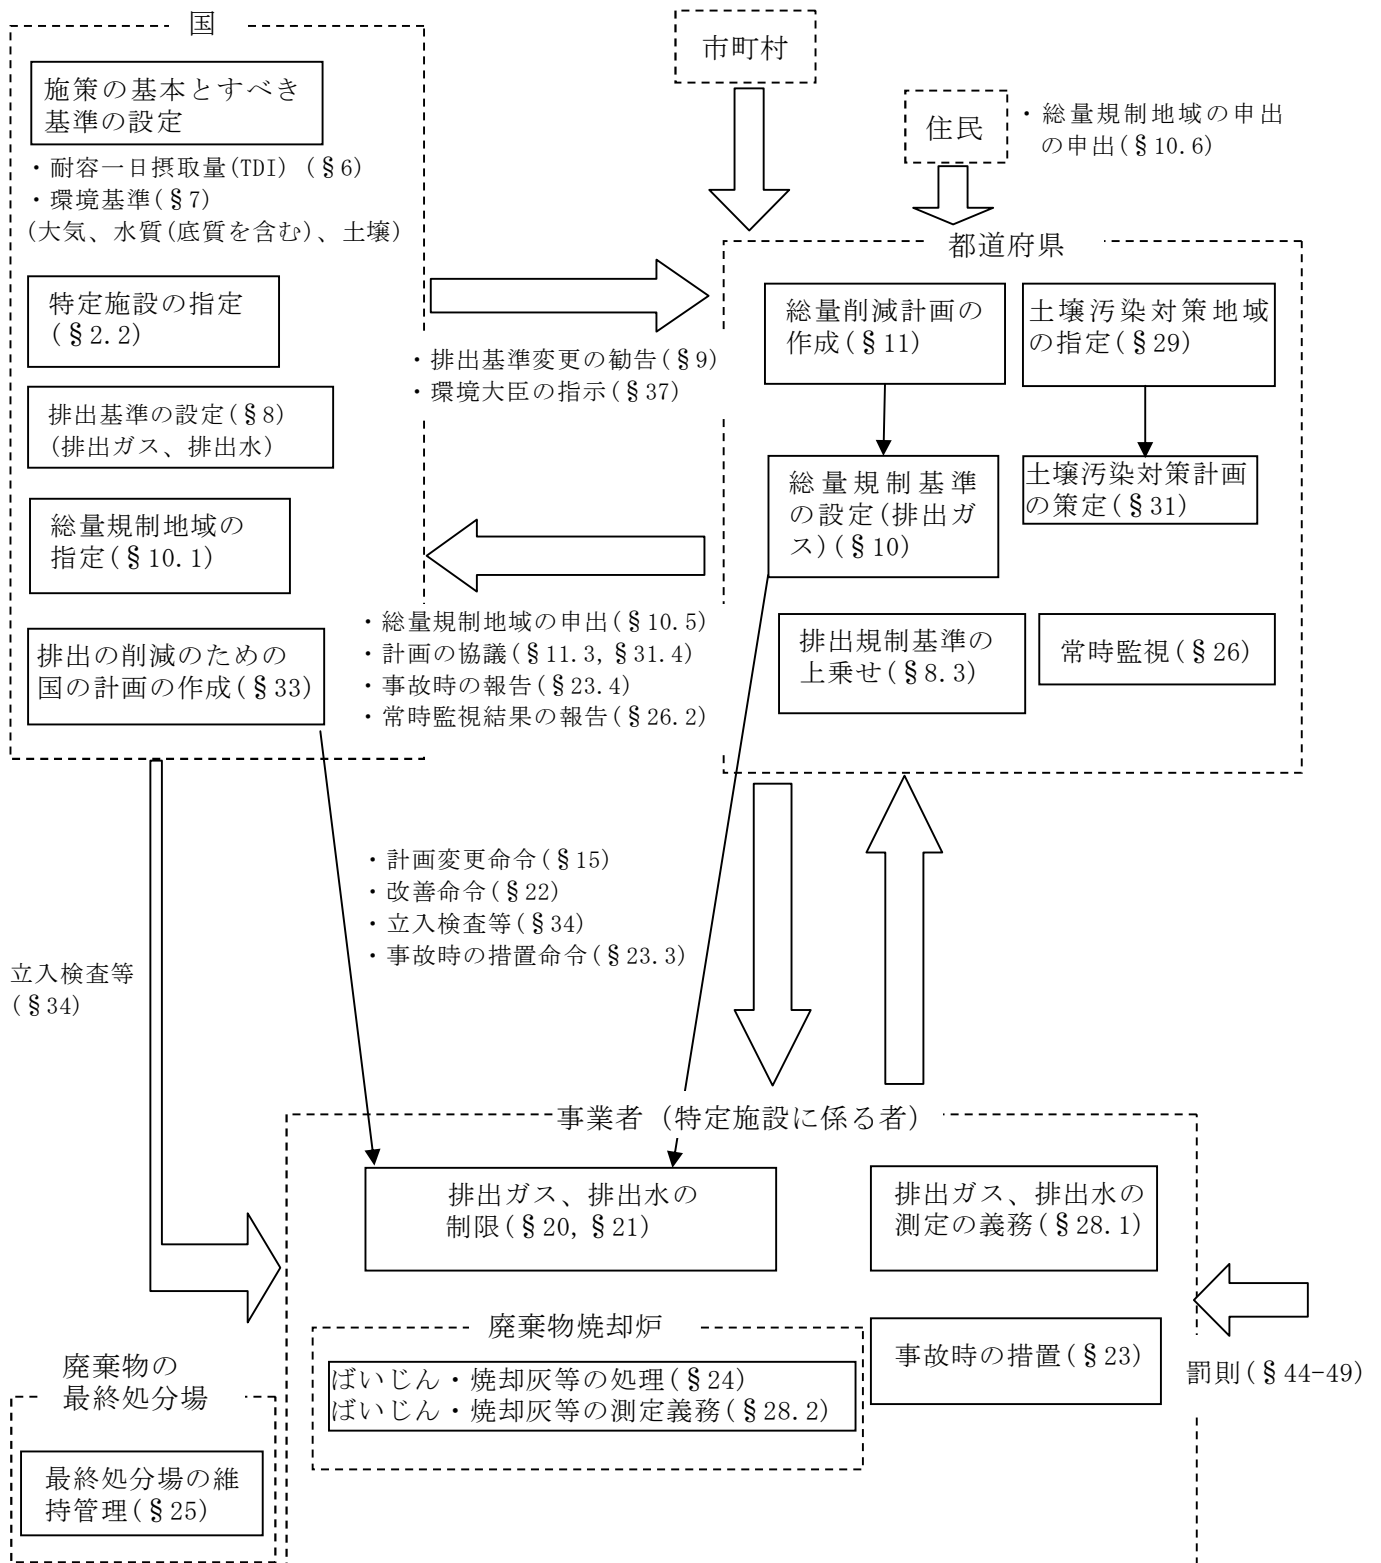 国
施策の基本とすべき
基準の設定
・耐容一日摂取量(TDI) (§6)
・環境基準(§7)
(大気、水質(底質を含む)、土壌)
特定施設の指定
(§2.2)
排出基準の設定(§8)
(排出ガス、排出水)
総量規制地域の
指定(§10.1)
排出の削減のための
国の計画の作成(§33)
市町村
住民
・総量規制地域の申出
の申出(§10.6)
・排出基準変更の勧告(§9)
・環境大臣の指示(§37)
・総量規制地域の申出(§10.5)
・計画の協議(§11.3,§31.4)
・事故時の報告(§23.4)
・常時監視結果の報告(§26.2)
都道府県
総量削減計画の
作成(§11)
土壌汚染対策地域
の指定(§29)
総量規制基準
の設定(排出ガ
ス)(§10)
土壌汚染対策計画
の策定(§31)
排出規制基準の
上乗せ(§8.3)
常時監視(§26)
・計画変更命令(§15)
・改善命令(§22)
・立入検査等(§34)
・事故時の措置命令(§23.3)
立入検査等
(§34)
事業者（特定施設に係る者）
排出ガス、排出水の
制限(§20,§21)
排出ガス、排出水の
測定の義務(§28.1)
廃棄物焼却炉
ばいじん・焼却灰等の処理(§24)
ばいじん・焼却灰等の測定義務(§28.2)
事故時の措置(§23)
罰則(§44-49)
廃棄物の
最終処分場
最終処分場の維
持管理(§25)